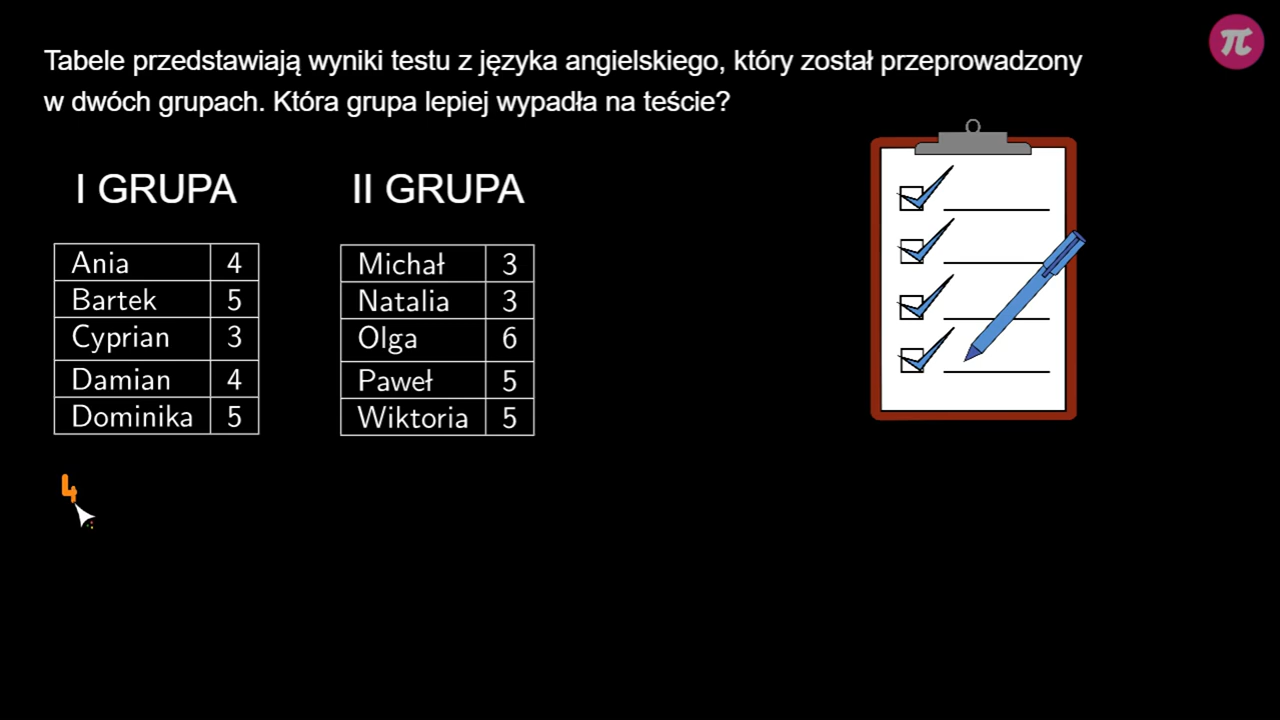 Tabele przedstawiają wyniki testu z języka angielskiego, który został przeprowadzony
w dwóch grupach. Która grupa lepiej wypadła na teście?
I GRUPA
Ania 4
Bartek 5
Cyprian 3
Damian 4
Dominika 5
II GRUPA
Michał 3
Natalia 3
Olga 6
Paweł 5
Wiktoria 5
4
π